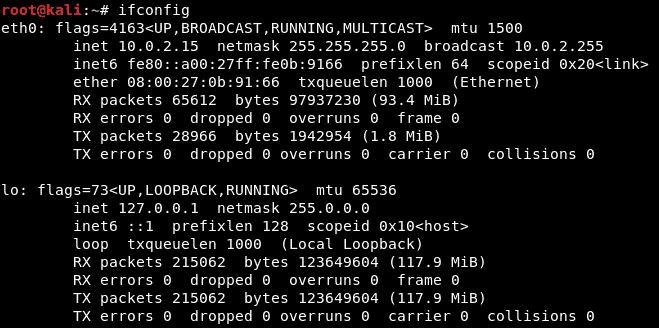 root@kali:~# ifconfig
eth0: flags=4163<UP,BROADCAST,RUNNING,MULTICAST>  mtu 1500
        inet 10.0.2.15  netmask 255.255.255.0  broadcast 10.0.2.255
        inet6 fe80::a00:27ff:fe0b:9166  prefixlen 64  scopeid 0x20<link>
        ether 08:00:27:0b:91:66  txqueuelen 1000  (Ethernet)
        RX packets 65612  bytes 97937230 (93.4 MiB)
        RX errors 0  dropped 0  overruns 0  frame 0
        TX packets 28966  bytes 1942954 (1.8 MiB)
        TX errors 0  dropped 0 overruns 0  carrier 0  collisions 0

lo: flags=73<UP,LOOPBACK,RUNNING>  mtu 65536
        inet 127.0.0.1  netmask 255.0.0.0
        inet6 ::1  prefixlen 128  scopeid 0x10<host>
        loop  txqueuelen 1000  (Local Loopback)
        RX packets 215062  bytes 123649604 (117.9 MiB)
        RX errors 0  dropped 0  overruns 0  frame 0
        TX packets 215062  bytes 123649604 (117.9 MiB)
        TX errors 0  dropped 0 overruns 0  carrier 0  collisions 0